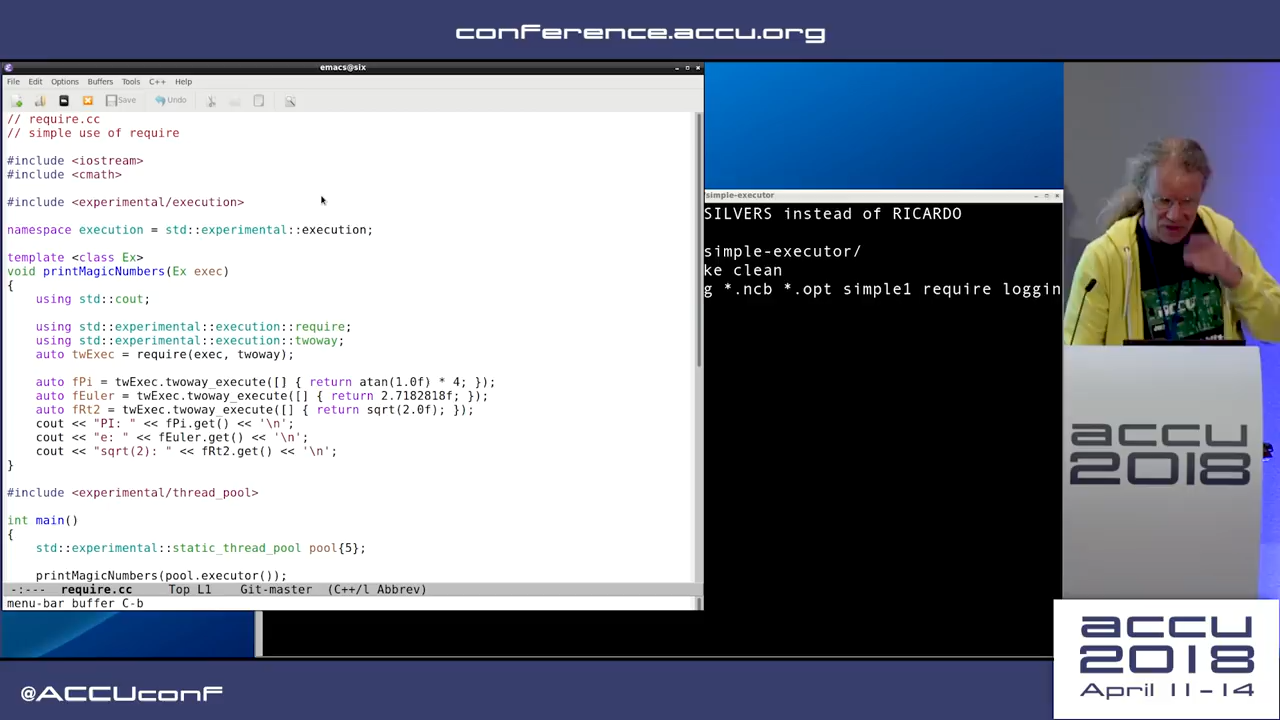 conference.accu.org
emacs@six
File Edit Options Buffers Tools C++ Help
Save Undo
// require.cc
// simple use of require
#include <iostream>
#include <cmath>
#include <experimental/execution>
namespace execution = std::experimental::execution;
template <class Ex>
void printMagicNumbers(Ex exec)
{
using std::cout;
using std::experimental::execution::require;
using std::experimental::execution::twoway;
auto twExec = require(exec, twoway);
auto fPi = twExec.twoway_execute([] { return atan(1.0f) * 4; });
auto fEuler = twExec.twoway_execute([] { return 2.7182818f; });
auto fRt2 = twExec.twoway_execute([] { return sqrt(2.0f); });
cout << "PI: " << fPi.get() << '\n';
cout << "e: " << fEuler.get() << '\n';
cout << "sqrt(2): " << fRt2.get() << '\n';
}
#include <experimental/thread_pool>
int main()
{
std::experimental::static_thread_pool pool{5};
printMagicNumbers(pool.executor());
-:--- require.cc Top L1 Git-master (C++/l Abbrev)
menu-bar buffer C-b
/simple-executor
SILVERS instead of RICARDO
simple-executor/
ke clean
g *.ncb *.opt simple1 require loggin
accu
2018
accu
2018
April 11-14
@ACCUconf